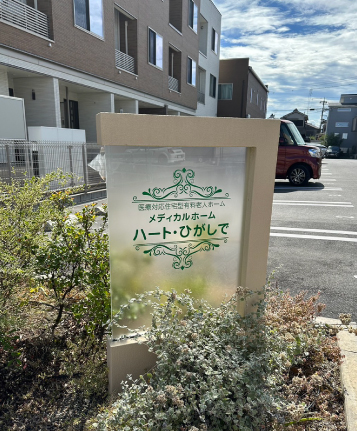 医療対応住宅型有料老人ホーム
メディカルホーム
ハート・ひがしで